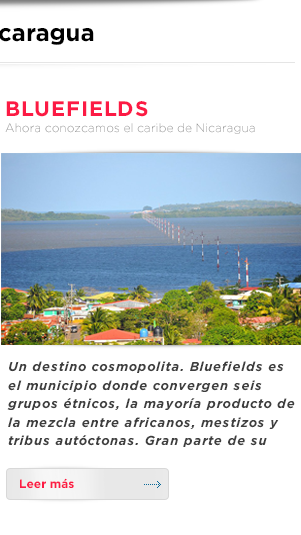 caragua
BLUEFIELDS
Ahora conozcamos el caribe de Nicaragua
Un destino cosmopolita. Bluefields es
el municipio donde convergen seis
grupos étnicos, la mayoría producto de
la mezcla entre africanos, mestizos y
tribus autóctonas. Gran parte de su
Leer más